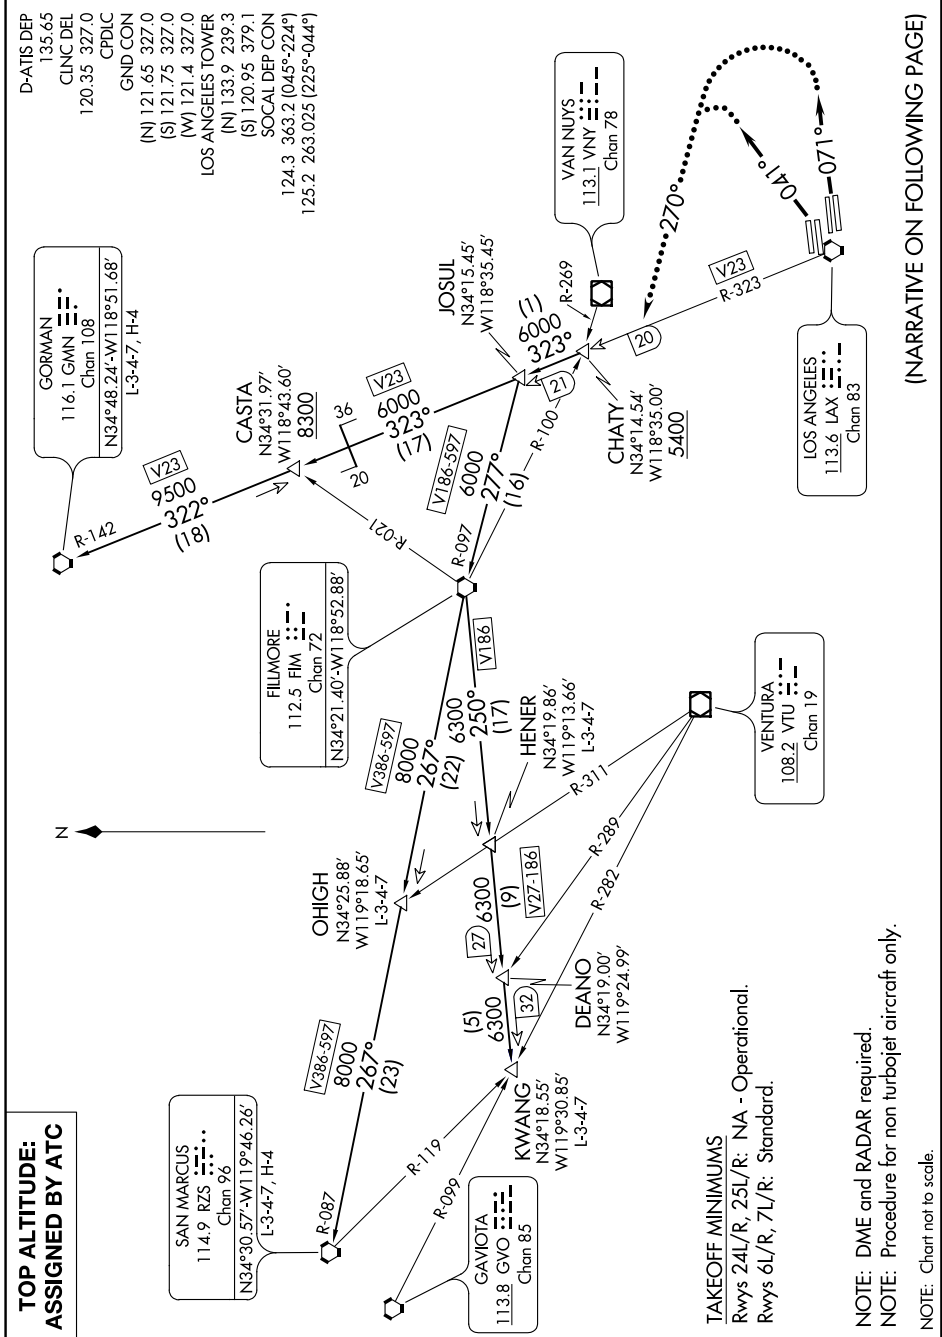 TOP ALTITUDE:
ASSIGNED BY ATC
D-ATIS DEP
135.65
CLNC DEL
120.35 327.0
CPDLC
GND CON
(N) 121.65 327.0
(S) 121.75 327.0
(W) 121.4 327.0
LOS ANGELES TOWER
(N) 133.9 239.3
(S) 120.95 379.1
SOCAL DEP CON
124.3 363.2 (045°-224°)
125.2 263.025 (225°-044°)
GORMAN
116.1 GMN
Chan 108
N34°48.24'-W118°51.68'
L-3-4-7, H-4
R-142
V23
9500
322°
(18)
CASTA
N34°31.97'
W118°43.60'
8300
36
20
V23
6000
323°
(17)
JOSUL
N34°15.45'
W118°35.45'
(1)
6000
323°
VAN NUYS
113.1 VNY
Chan 78
R-269
21
20
CHATY
N34°14.54'
W118°35.00'
5400
V23
R-323
270°
041°
071°
LOS ANGELES
113.6 LAX
Chan 83
V186-597
6000
277°
(16)
R-100
R-097
R-021
FILLMORE
112.5 FIM
Chan 72
N34°21.40'-W118°52.88'
V186
6300
250°
(17)
V386-597
8000
267°
(22)
HENER
N34°19.86'
W119°13.66'
L-3-4-7
OHIGH
N34°25.88'
W119°18.65'
L-3-4-7
N
VENTURA
108.2 VTU
Chan 19
R-311
R-289
R-282
6300
(9)
V27-186
27
DEANO
N34°19.00'
W119°24.99'
(5)
6300
32
KWANG
N34°18.55'
W119°30.85'
L-3-4-7
V386-597
8000
267°
(23)
SAN MARCUS
114.9 RZS
Chan 96
N34°30.57'-W119°46.26'
L-3-4-7, H-4
R-087
R-119
R-099
GAVIOTA
113.8 GVO
Chan 85
TAKEOFF MINIMUMS
Rwys 24L/R, 25L/R: NA - Operational.
Rwys 6L/R, 7L/R: Standard.
NOTE: DME and RADAR required.
NOTE: Procedure for non turbojet aircraft only.
NOTE: Chart not to scale.
(NARRATIVE ON FOLLOWING PAGE)